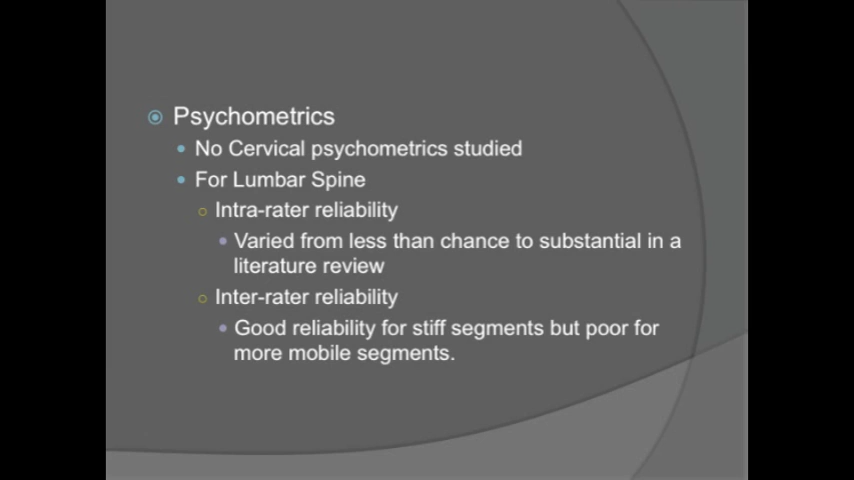 Psychometrics
No Cervical psychometrics studied
For Lumbar Spine
Intra-rater reliability
Varied from less than chance to substantial in a
literature review
Inter-rater reliability
Good reliability for stiff segments but poor for
more mobile segments.